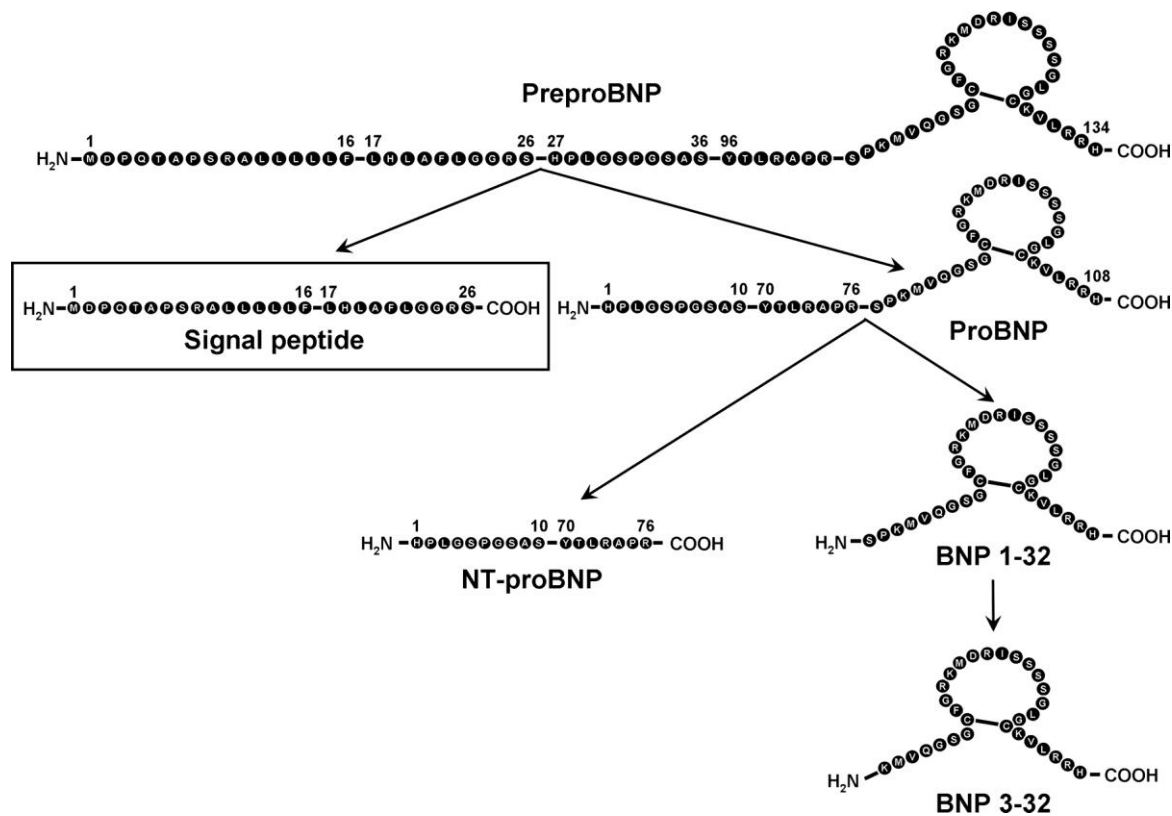 PreproBNP
1 16 17 26 27 36 96 134
H₂N–MDPQTAPSRALLLLLF–LHLAFLGGRS–HPLGSPGSAS–YTLRAPR–SPKMVQGSGCFGRKMDRISSSSGLGCKVLRRH–COOH
1 16 17 26
H₂N–MDPQTAPSRALLLLLF–LHLAFLGGRS–COOH
Signal peptide
1 10 70 76 108
H₂N–HPLGSPGSAS–YTLRAPR–SPKMVQGSGCFGRKMDRISSSSGLGCKVLRRH–COOH
ProBNP
1 10 70 76
H₂N–HPLGSPGSAS–YTLRAPR–COOH
NT-proBNP
H₂N–SPKMVQGSGCFGRKMDRISSSSGLGCKVLRRH–COOH
BNP 1-32
H₂N–KMVQGSGCFGRKMDRISSSSGLGCKVLRRH–COOH
BNP 3-32